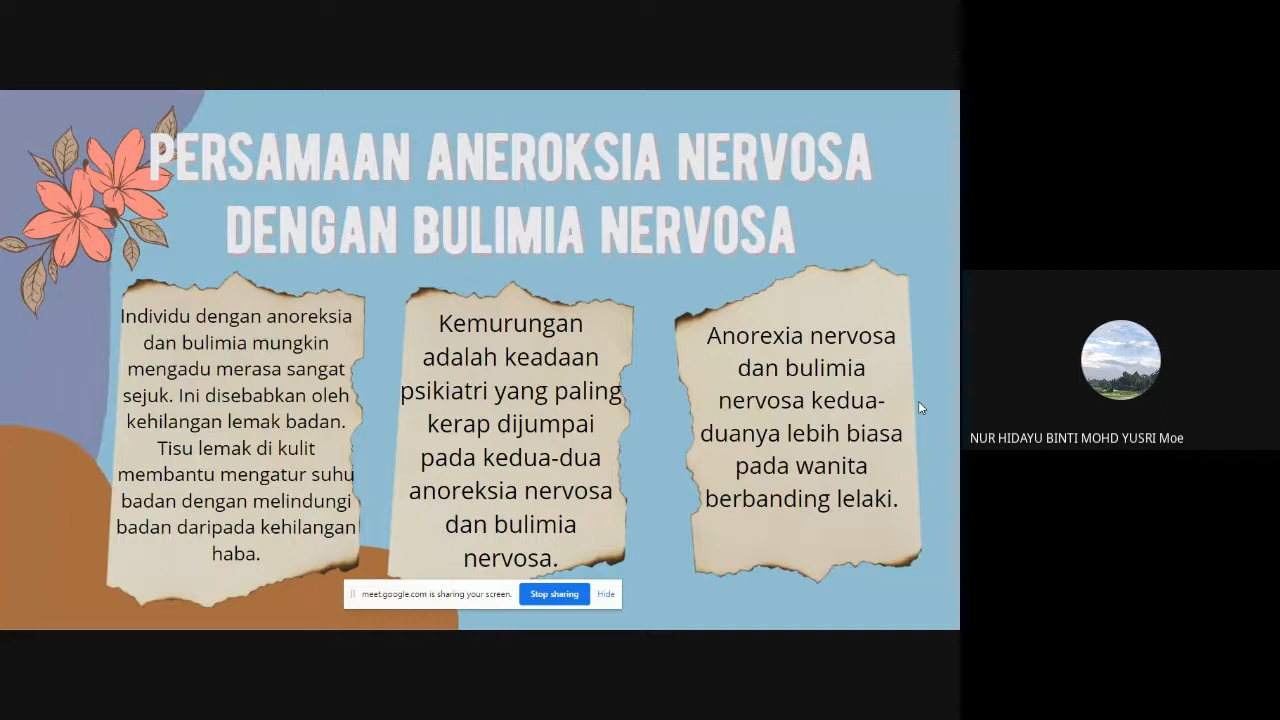 PERSAMAAN ANEROKSIA NERVOSA
DENGAN BULIMIA NERVOSA
Individu dengan anoreksia
dan bulimia mungkin
mengadu merasa sangat
sejuk. Ini disebabkan oleh
kehilangan lemak badan.
Tisu lemak di kulit
membantu mengatur suhu
badan dengan melindungi
badan daripada kehilangan
haba.
Kemurungan
adalah keadaan
psikiatri yang paling
kerap dijumpai
pada kedua-dua
anoreksia nervosa
dan bulimia
nervosa.
Anorexia nervosa
dan bulimia
nervosa kedua-
duanya lebih biasa
pada wanita
berbanding lelaki.
meet.google.com is sharing your screen.
Stop sharing
Hide
NUR HIDAYU BINTI MOHD YUSRI Moe